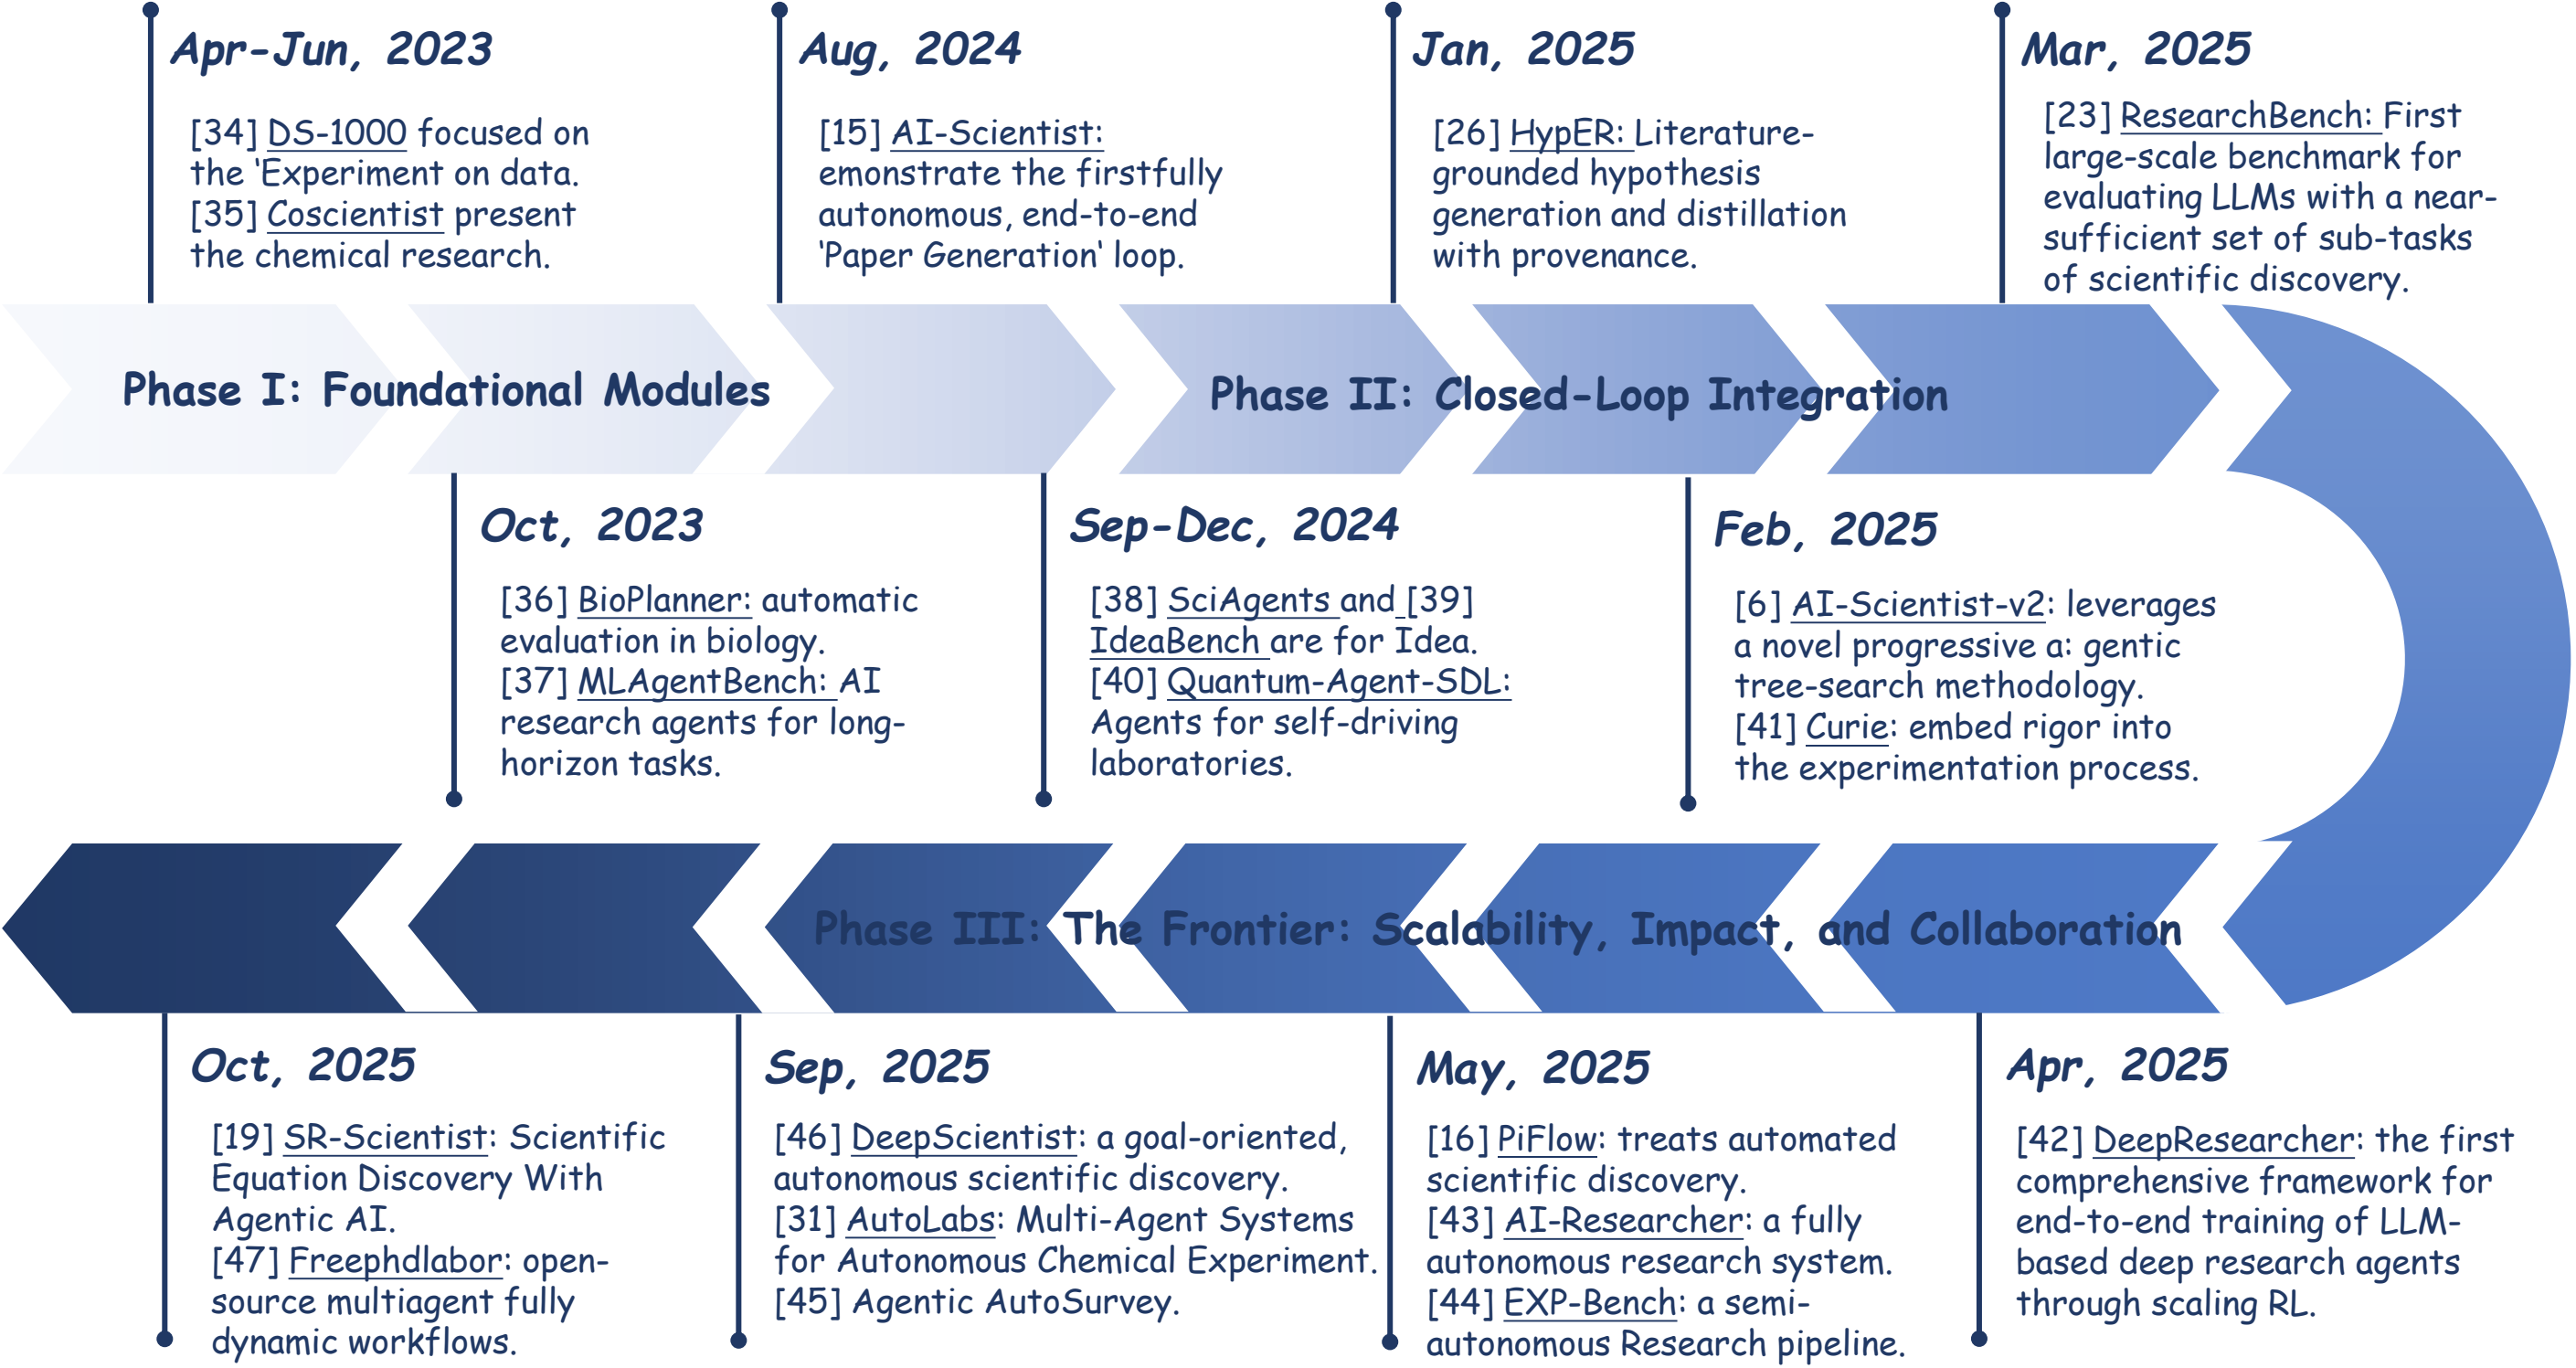 Apr-Jun, 2023
[34] DS-1000 focused on
the 'Experiment on data.
[35] Coscientist present
the chemical research.
Aug, 2024
[15] AI-Scientist:
emonstrate the firstfully
autonomous, end-to-end
'Paper Generation' loop.
Jan, 2025
[26] HypER: Literature-
grounded hypothesis
generation and distillation
with provenance.
Mar, 2025
[23] ResearchBench: First
large-scale benchmark for
evaluating LLMs with a near-
sufficient set of sub-tasks
of scientific discovery.
Phase I: Foundational Modules
Phase II: Closed-Loop Integration
Oct, 2023
[36] BioPlanner: automatic
evaluation in biology.
[37] MLAgentBench: AI
research agents for long-
horizon tasks.
Sep-Dec, 2024
[38] SciAgents and [39]
IdeaBench are for Idea.
[40] Quantum-Agent-SDL:
Agents for self-driving
laboratories.
Feb, 2025
[6] AI-Scientist-v2: leverages
a novel progressive a: gentic
tree-search methodology.
[41] Curie: embed rigor into
the experimentation process.
Phase III: The Frontier: Scalability, Impact, and Collaboration
Oct, 2025
[19] SR-Scientist: Scientific
Equation Discovery With
Agentic AI.
[47] Freephdlabor: open-
source multiagent fully
dynamic workflows.
Sep, 2025
[46] DeepScientist: a goal-oriented,
autonomous scientific discovery.
[31] AutoLabs: Multi-Agent Systems
for Autonomous Chemical Experiment.
[45] Agentic AutoSurvey.
May, 2025
[16] PiFlow: treats automated
scientific discovery.
[43] AI-Researcher: a fully
autonomous research system.
[44] EXP-Bench: a semi-
autonomous Research pipeline.
Apr, 2025
[42] DeepResearcher: the first
comprehensive framework for
end-to-end training of LLM-
based deep research agents
through scaling RL.